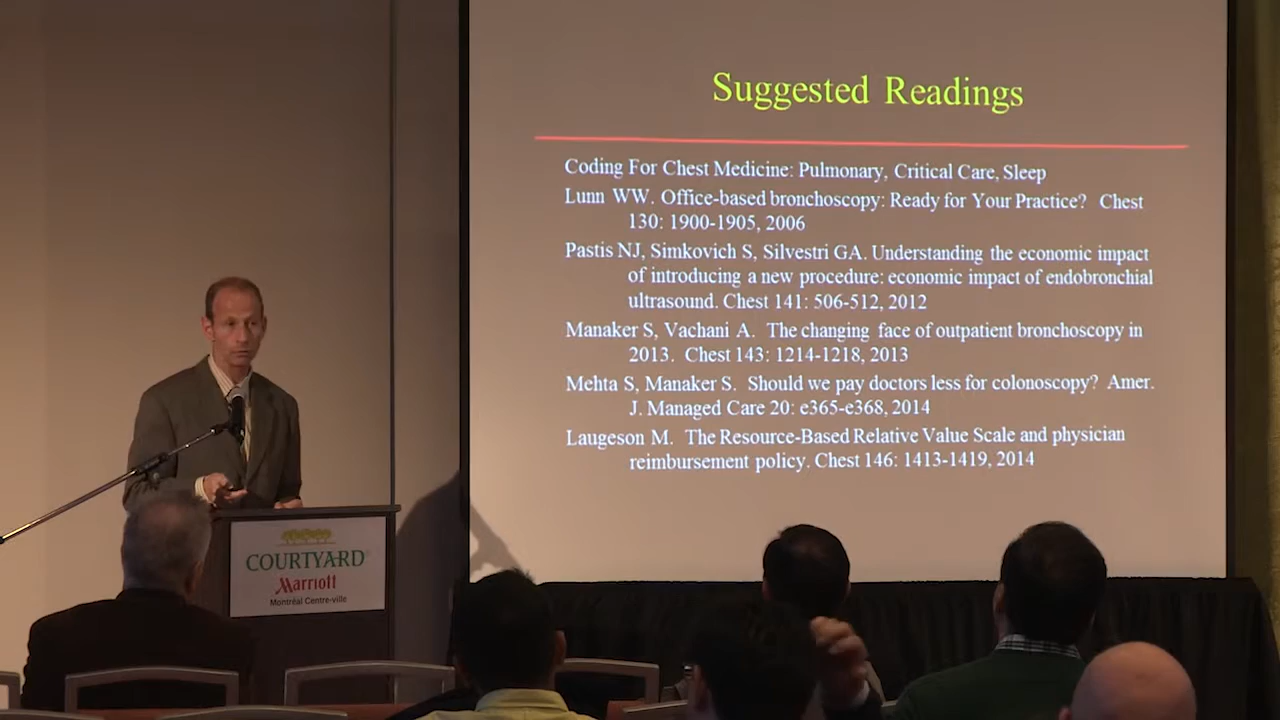 Suggested Readings
Coding For Chest Medicine: Pulmonary, Critical Care, Sleep
Lunn WW. Office-based bronchoscopy: Ready for Your Practice? Chest
130: 1900-1905, 2006
Pastis NJ, Simkovich S, Silvestri GA. Understanding the economic impact
of introducing a new procedure: economic impact of endobronchial
ultrasound. Chest 141: 506-512, 2012
Manaker S, Vachani A. The changing face of outpatient bronchoscopy in
2013. Chest 143: 1214-1218, 2013
Mehta S, Manaker S. Should we pay doctors less for colonoscopy? Amer.
J. Managed Care 20: e365-e368, 2014
Laugeson M. The Resource-Based Relative Value Scale and physician
reimbursement policy. Chest 146: 1413-1419, 2014
COURTYARD®
Marriott
Montréal Centre-ville